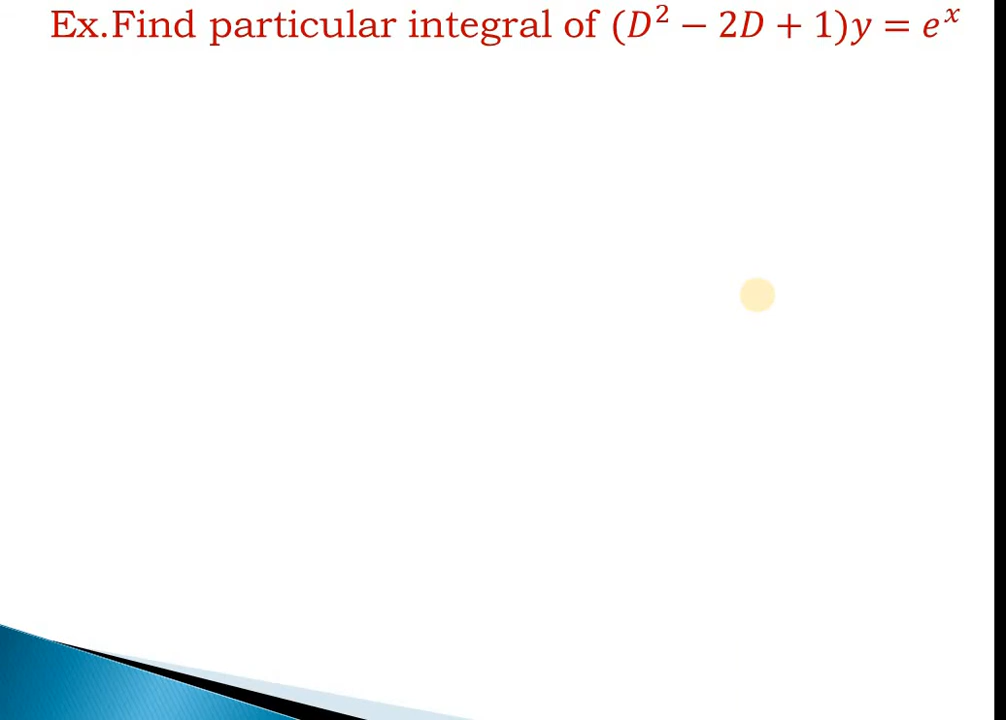 Ex.Find particular integral of (D² − 2D + 1)y = eˣ